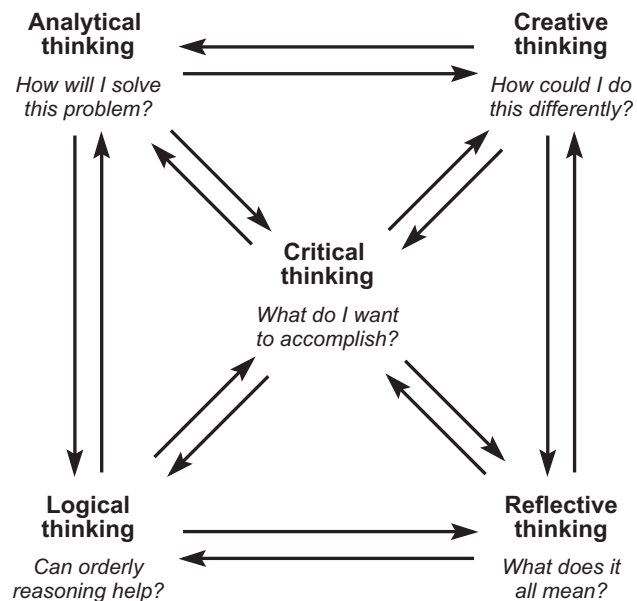 Analytical
thinking
How will I solve
this problem?
Creative
thinking
How could I do
this differently?
Critical
thinking
What do I want
to accomplish?
Logical
thinking
Can orderly
reasoning help?
Reflective
thinking
What does it
all mean?